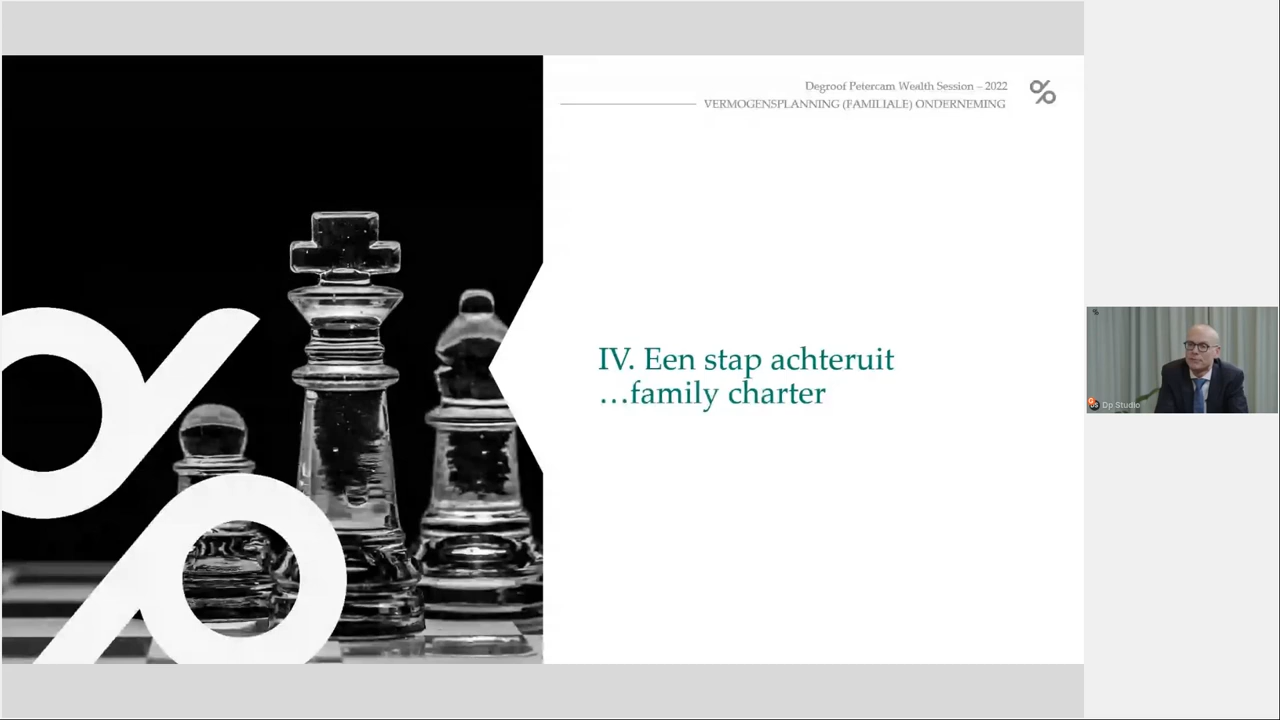 Degroof Petercam Wealth Session – 2022
VERMOGENSPLANNING (FAMILIALE) ONDERNEMING
IV. Een stap achteruit
...family charter
Dp Studio